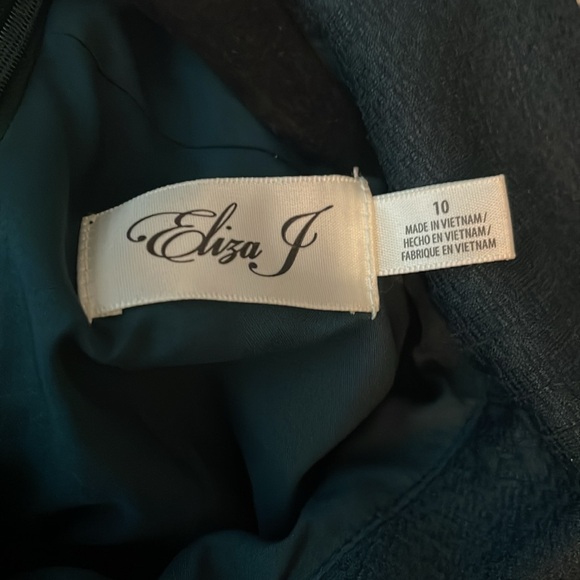 Eliza J
10
MADE IN VIETNAM/
HECHO EN VIETNAM/
FABRIQUE EN VIETNAM